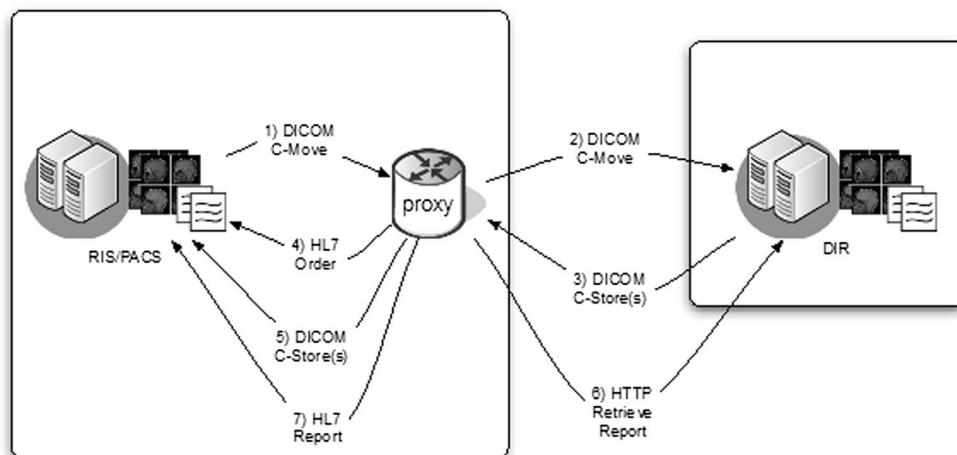 1) DICOM
C-Move
2) DICOM
C-Move
proxy
RIS/PACS
4) HL7
Order
DIR
3) DICOM
C-Store(s)
5) DICOM
C-Store(s)
6) HTTP
Retrieve
Report
7) HL7
Report